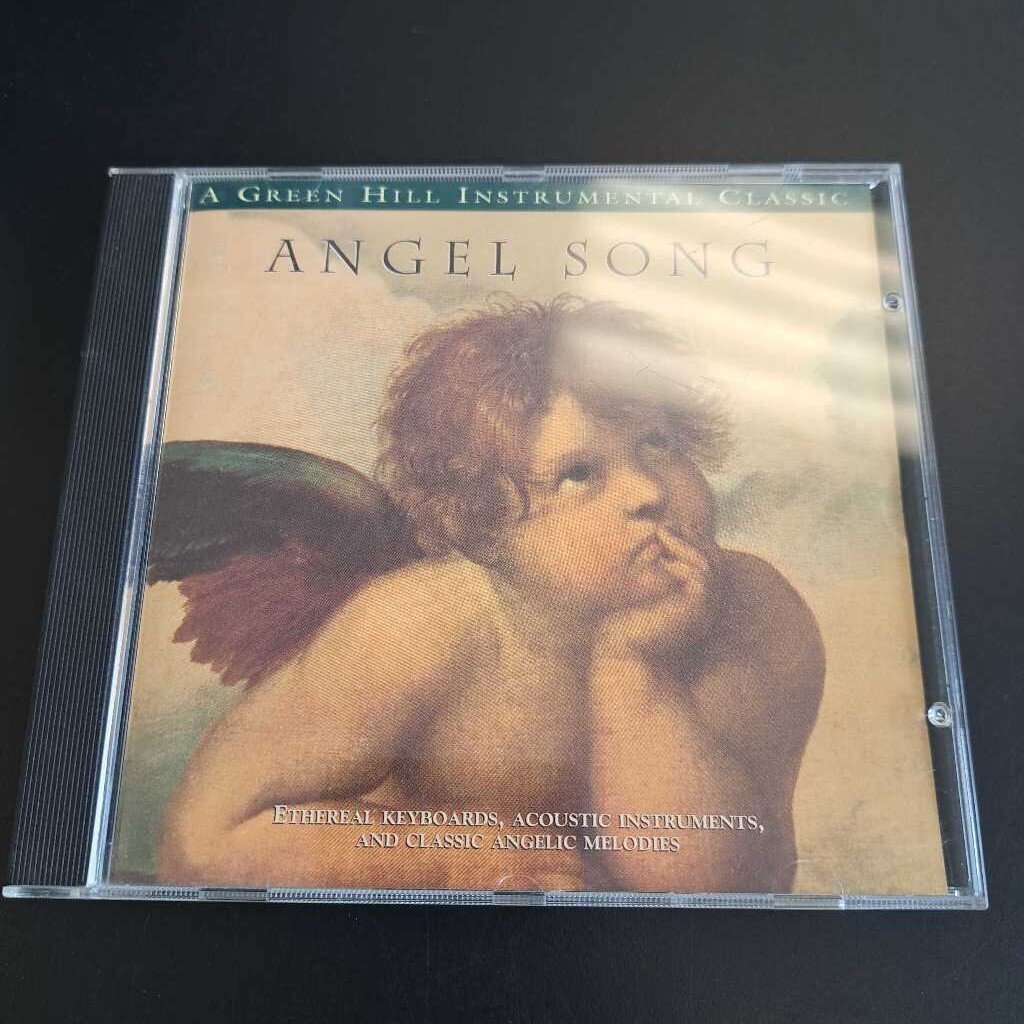 A Green Hill Instrumental Classic
ANGEL SONG
Ethereal keyboards, acoustic instruments,
and classic angelic melodies